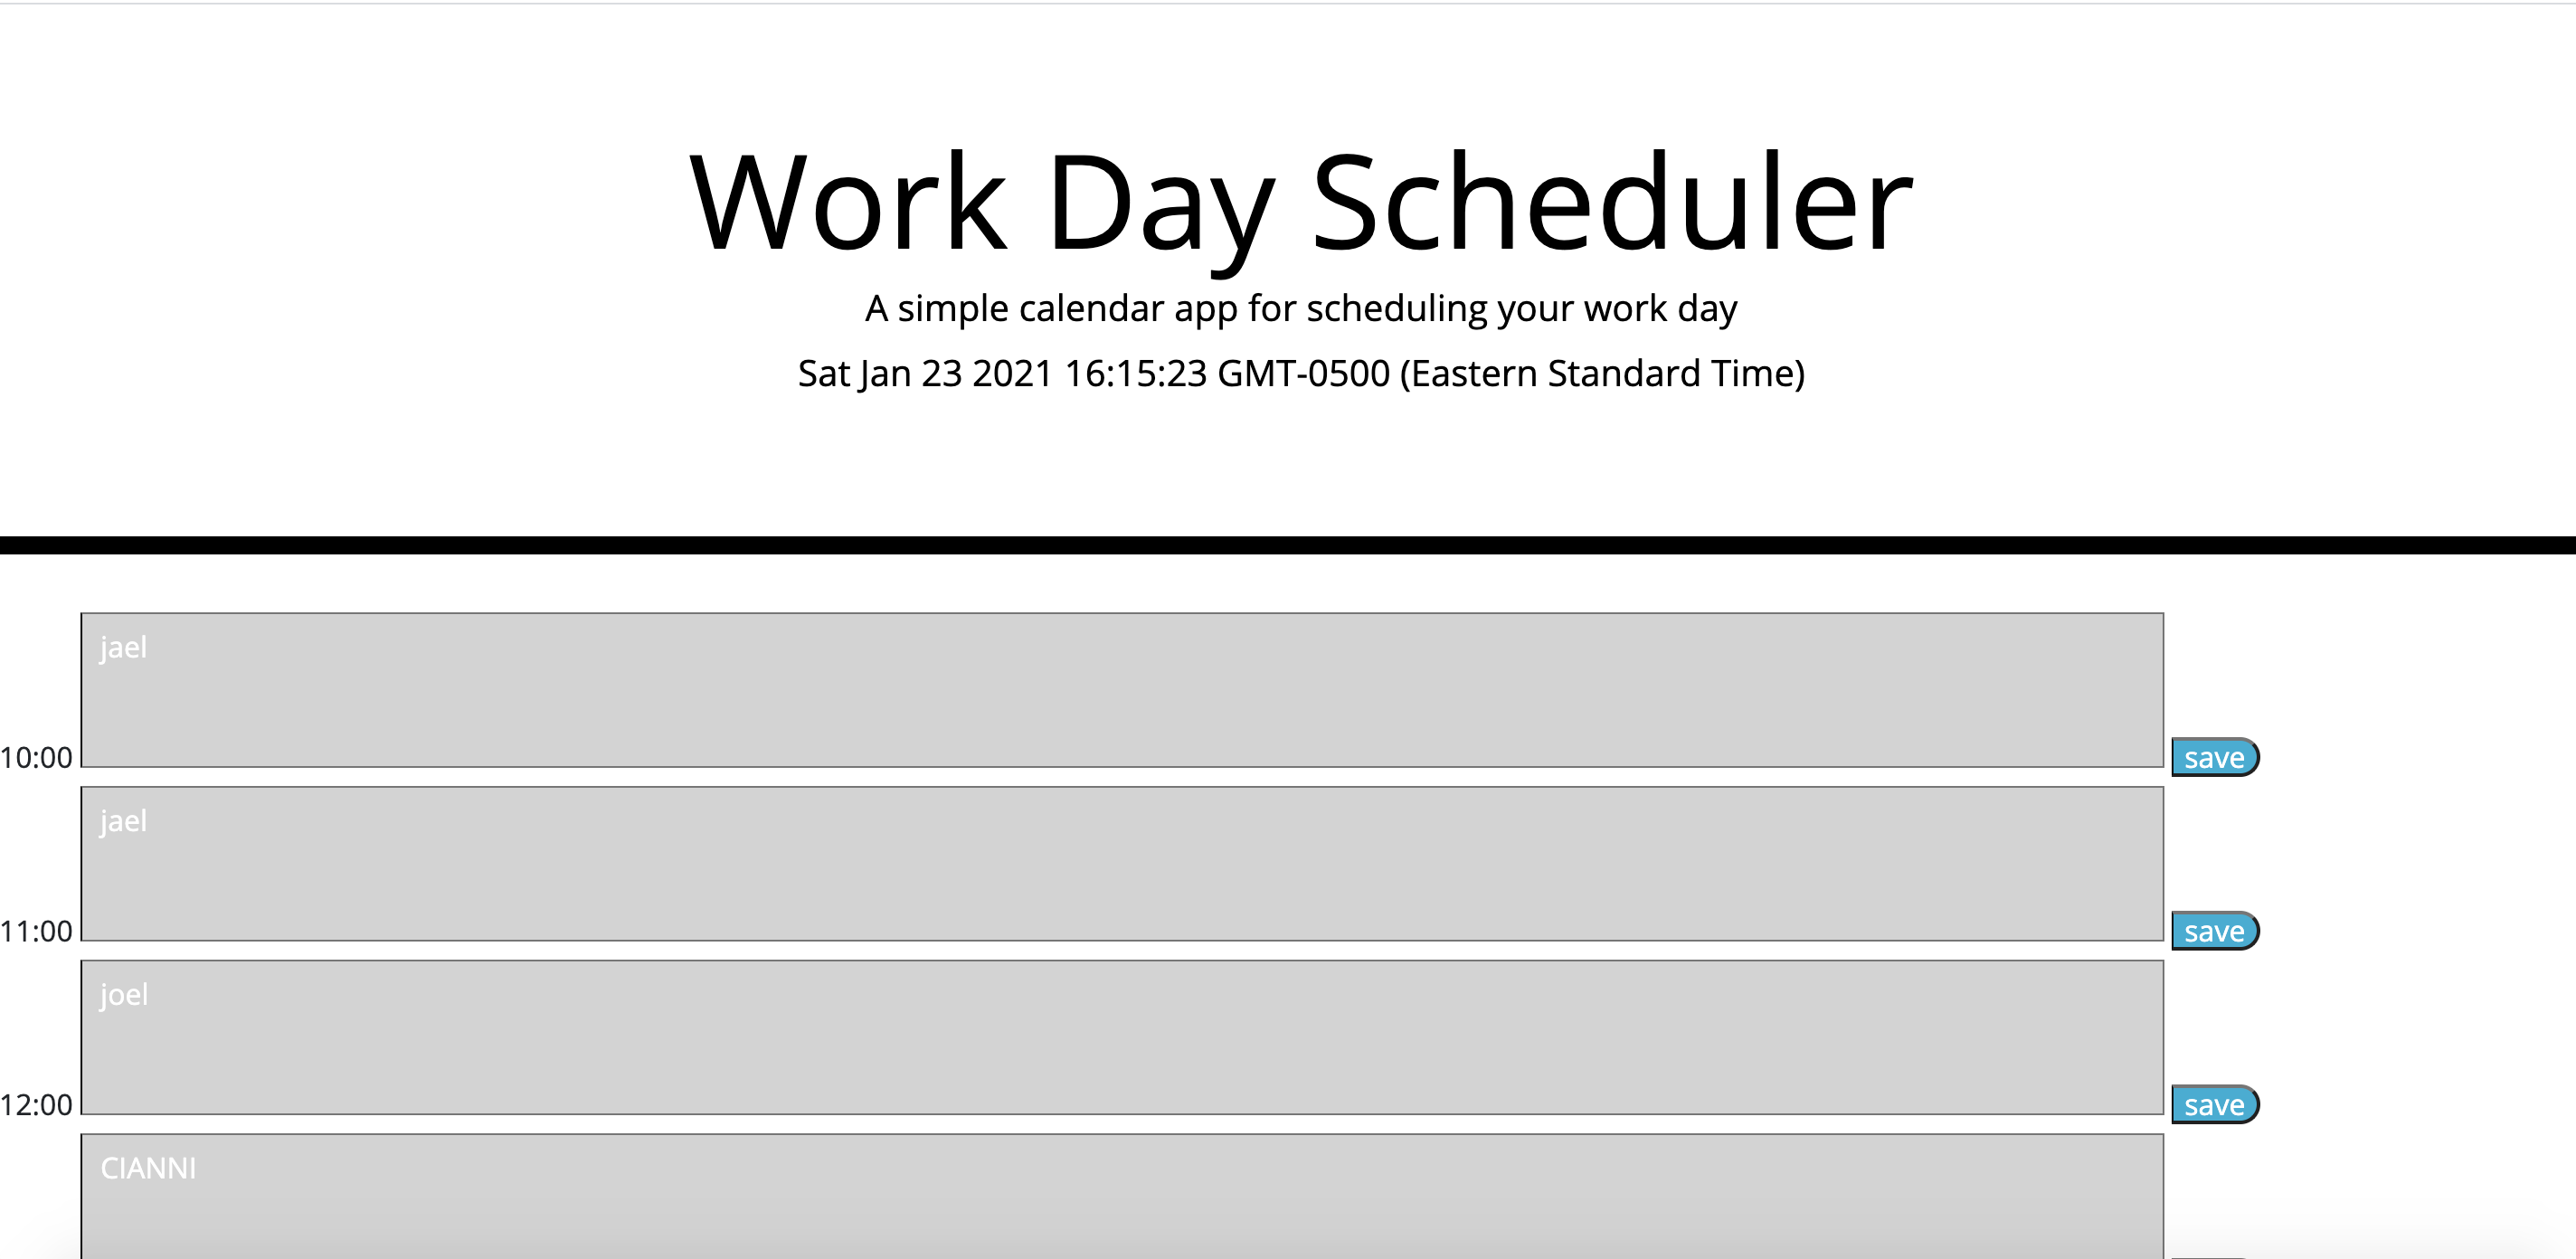 Work Day Scheduler
A simple calendar app for scheduling your work day
Sat Jan 23 2021 16:15:23 GMT-0500 (Eastern Standard Time)
jael
10:00 save
jael
11:00 save
joel
12:00 save
CIANNI